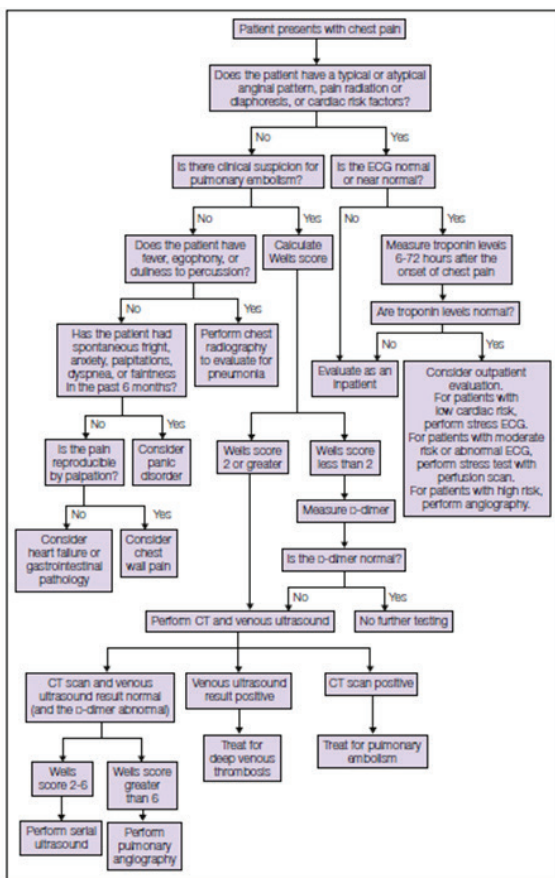 Patient presents with chest pain
Does the patient have a typical or atypical
anginal pattern, pain radiation or
diaphoresis, or cardiac risk factors?
No
Yes
Is there clinical suspicion for
pulmonary embolism?
Is the ECG normal
or near normal?
No
Yes
No
Yes
Does the patient have
fever, egophony, or
dullness to percussion?
Calculate
Wells score
Measure troponin levels
6-72 hours after the
onset of chest pain
No
Yes
Are troponin levels normal?
No
Yes
Has the patient had
spontaneous fright,
anxiety, palpitations,
dyspnea, or faintness
in the past 6 months?
Perform chest
radiography
to evaluate for
pneumonia
Evaluate as an
inpatient
Consider outpatient
evaluation.
For patients with
low cardiac risk,
perform stress ECG.
For patients with moderate
risk or abnormal ECG,
perform stress test with
perfusion scan.
For patients with high risk,
perform angiography.
No
Yes
Is the pain
reproducible
by palpation?
Consider
panic
disorder
Wells score
2 or greater
Wells score
less than 2
No
Yes
Measure D-dimer
Consider
heart failure or
gastrointestinal
pathology
Consider
chest
wall pain
Is the D-dimer normal?
No
Yes
Perform CT and venous ultrasound
No further testing
CT scan and venous
ultrasound result normal
(and the D-dimer abnormal)
Venous ultrasound
result positive
CT scan positive
Treat for
deep venous
thrombosis
Treat for pulmonary
embolism
Wells
score 2-6
Wells score
greater
than 6
Perform serial
ultrasound
Perform
pulmonary
angiography